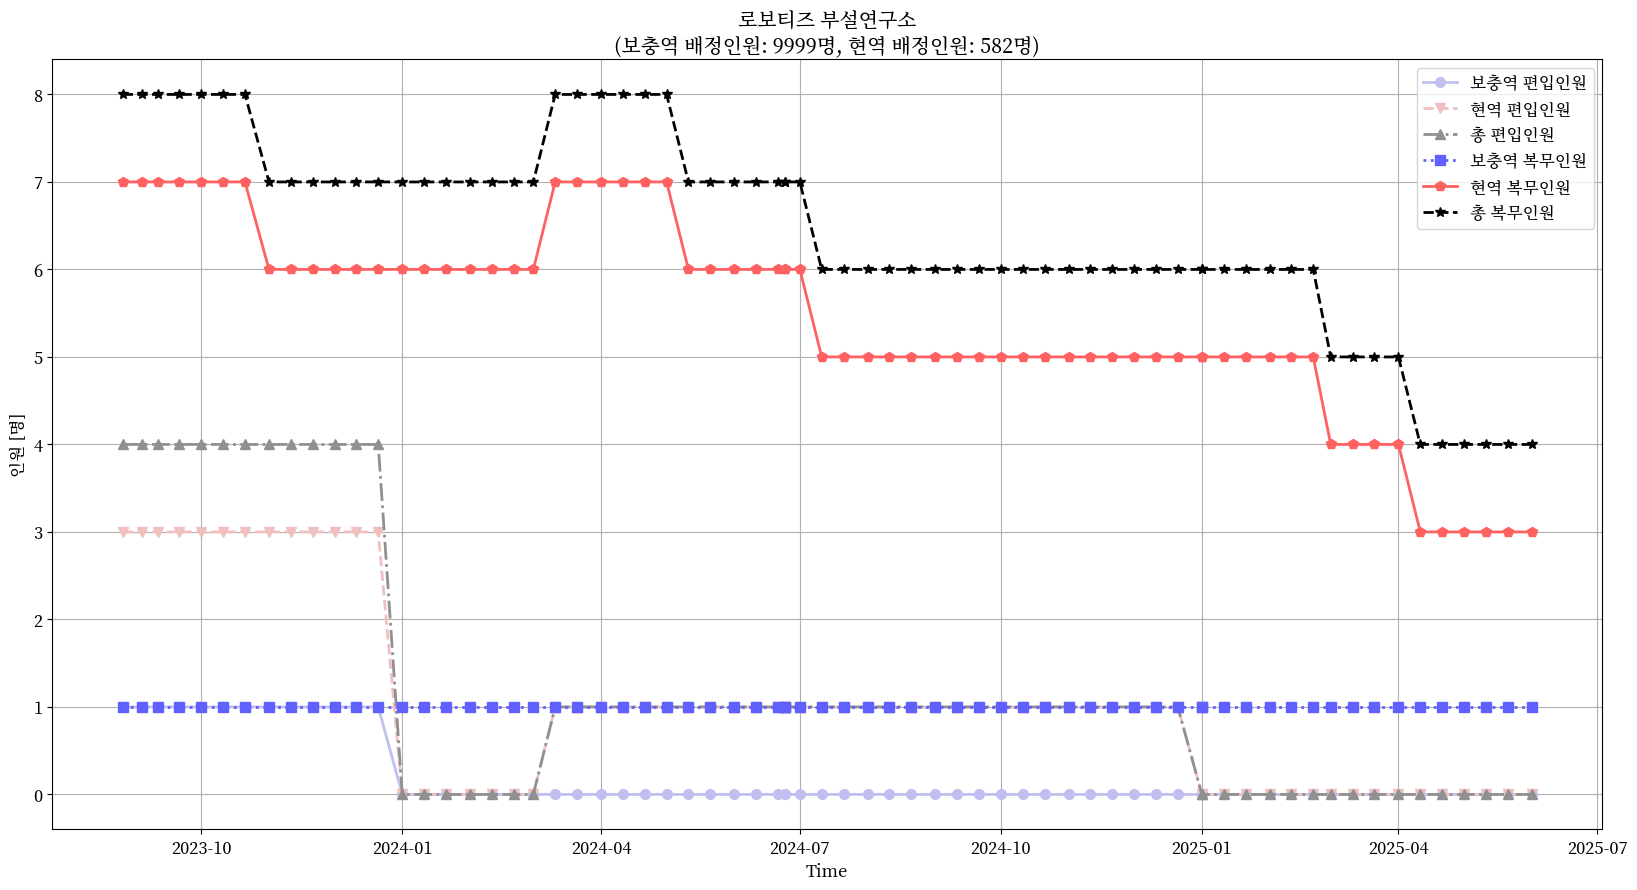 로보티즈 부설연구소
(보충역 배정인원: 9999명, 현역 배정인원: 582명)
보충역 편입인원
현역 편입인원
총 편입인원
보충역 복무인원
현역 복무인원
총 복무인원
인원 [명]
8
7
6
5
4
3
2
1
0
2023-10
2024-01
2024-04
2024-07
2024-10
2025-01
2025-04
2025-07
Time